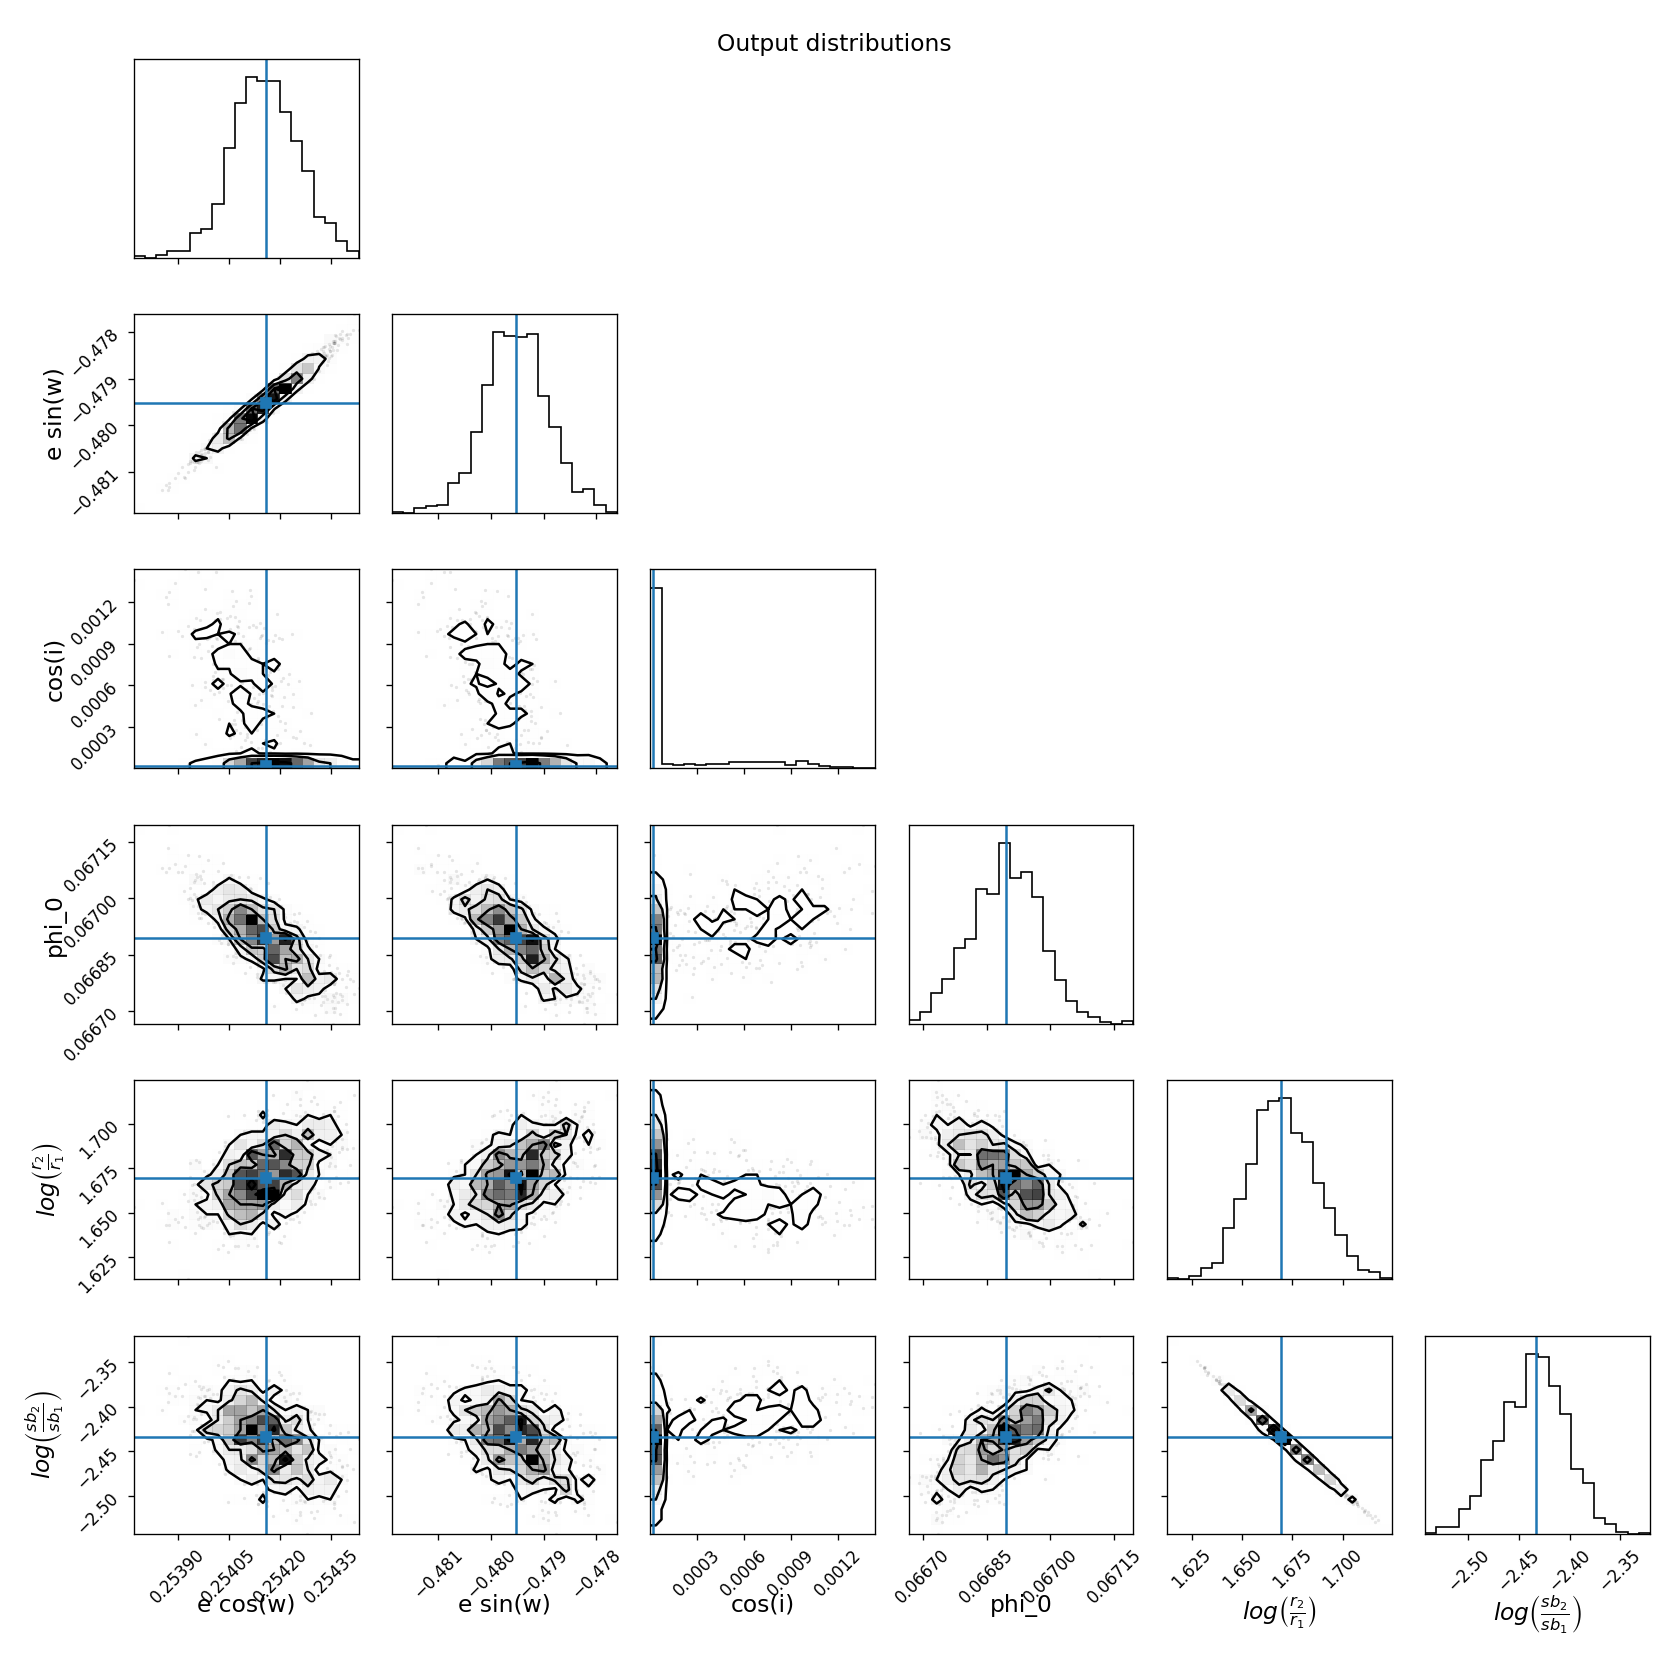 Output distributions
e sin(w)
−0.478
−0.479
−0.480
−0.481
cos(i)
0.0012
0.0009
0.0006
0.0003
phi_0
0.06715
0.06700
0.06685
0.06670
log(r₂/r₁)
1.700
1.675
1.650
1.625
log(sb₂/sb₁)
−2.35
−2.40
−2.45
−2.50
0.25390 0.25405 0.25420 0.25435
−0.481 −0.480 −0.479 −0.478
0.0003 0.0006 0.0009 0.0012
0.06670 0.06685 0.06700 0.06715
1.625 1.650 1.675 1.700
−2.50 −2.45 −2.40 −2.35
e cos(w) e sin(w) cos(i) phi_0 log(r₂/r₁) log(sb₂/sb₁)